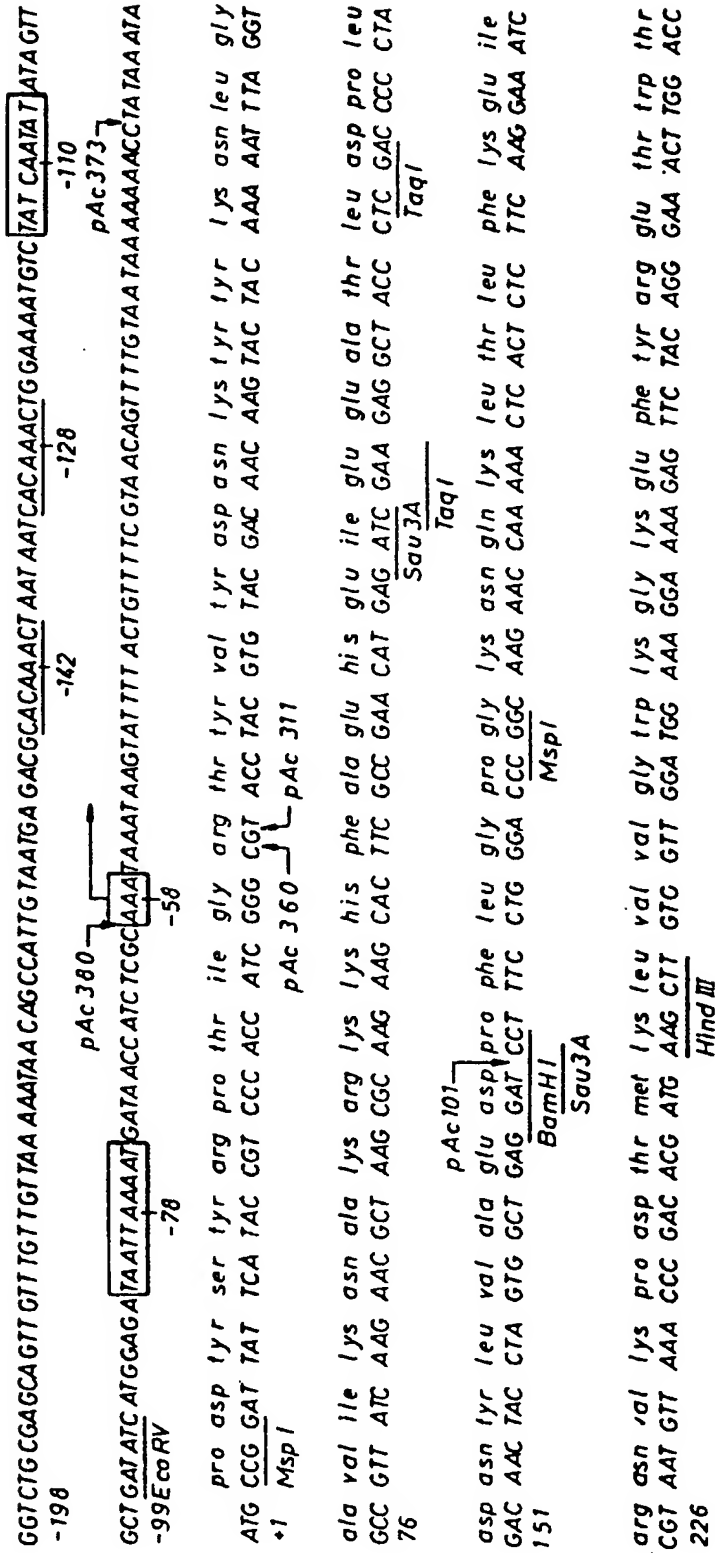 GGTCTGCGAGCAGTTGTTTGTTGTTAAAAATAACAGCCATTGTAATGAGACGCACAAACTAATAATCACAAACTGGAAAATGTCTATCAATATATAGTT
-198 -142 -128 -110
pAc380 pAc373
GCTGATATCATGGAGATAATTAAAATGATAACCATCTCGCAAATAAATAAGTATTTTACTGTTTTCGTAACAGTTTTGTAATAAAAAAACCTATAAATA
-99 EcoRV -78 -58
pro asp tyr ser tyr arg pro thr ile gly arg thr tyr val tyr asp asn lys tyr tyr lys asn leu gly
ATG CCG GAT TAT TCA TAC CGT CCC ACC ATC GGG CGT ACC TAC GTG TAC GAC AAC AAG TAC TAC AAA AAT TTA GGT
+1 MspI pAc 360 pAc 311
ala val ile lys asn ala lys arg lys lys his phe ala glu his glu ile glu glu ala thr leu asp pro leu
GCC GTT ATC AAG AAC GCT AAG CGC AAG AAG CAC TTC GCC GAA CAT GAG ATC GAA GAG GCT ACC CTC GAC CCC CTA
76 Sau3A TaqI
TaqI
pAc101
asp asn tyr leu val ala glu asp pro phe leu gly pro gly lys asn gln lys leu thr leu phe lys glu ile
GAC AAC TAC CTA GTG GCT GAG GAT CCT TTC CTG GGA CCC GGC AAG AAC CAA AAA CTC ACT CTC TTC AAG GAA ATC
151 BamHI MspI
Sau3A
arg asn val lys pro asp thr met lys leu val val gly trp lys gly lys glu phe tyr arg glu thr trp thr
CGT AAT GTT AAA CCC GAC ACG ATG AAG CTT GTG GTT GGA TGG AAA GGA AAA GAG TTC TAC AGG GAA ACT TGG ACC
226 Hind III